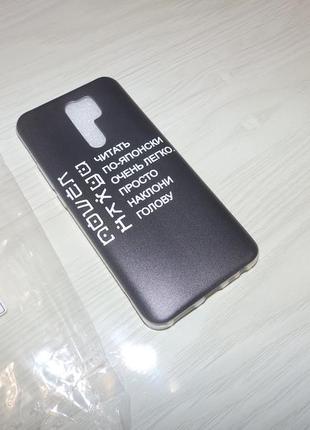 ЧИТАТЬ
ПО-ЯПОНСКИ
ОЧЕНЬ ЛЕГКО.
ПРОСТО
НАКЛОНИ
ГОЛОВУ